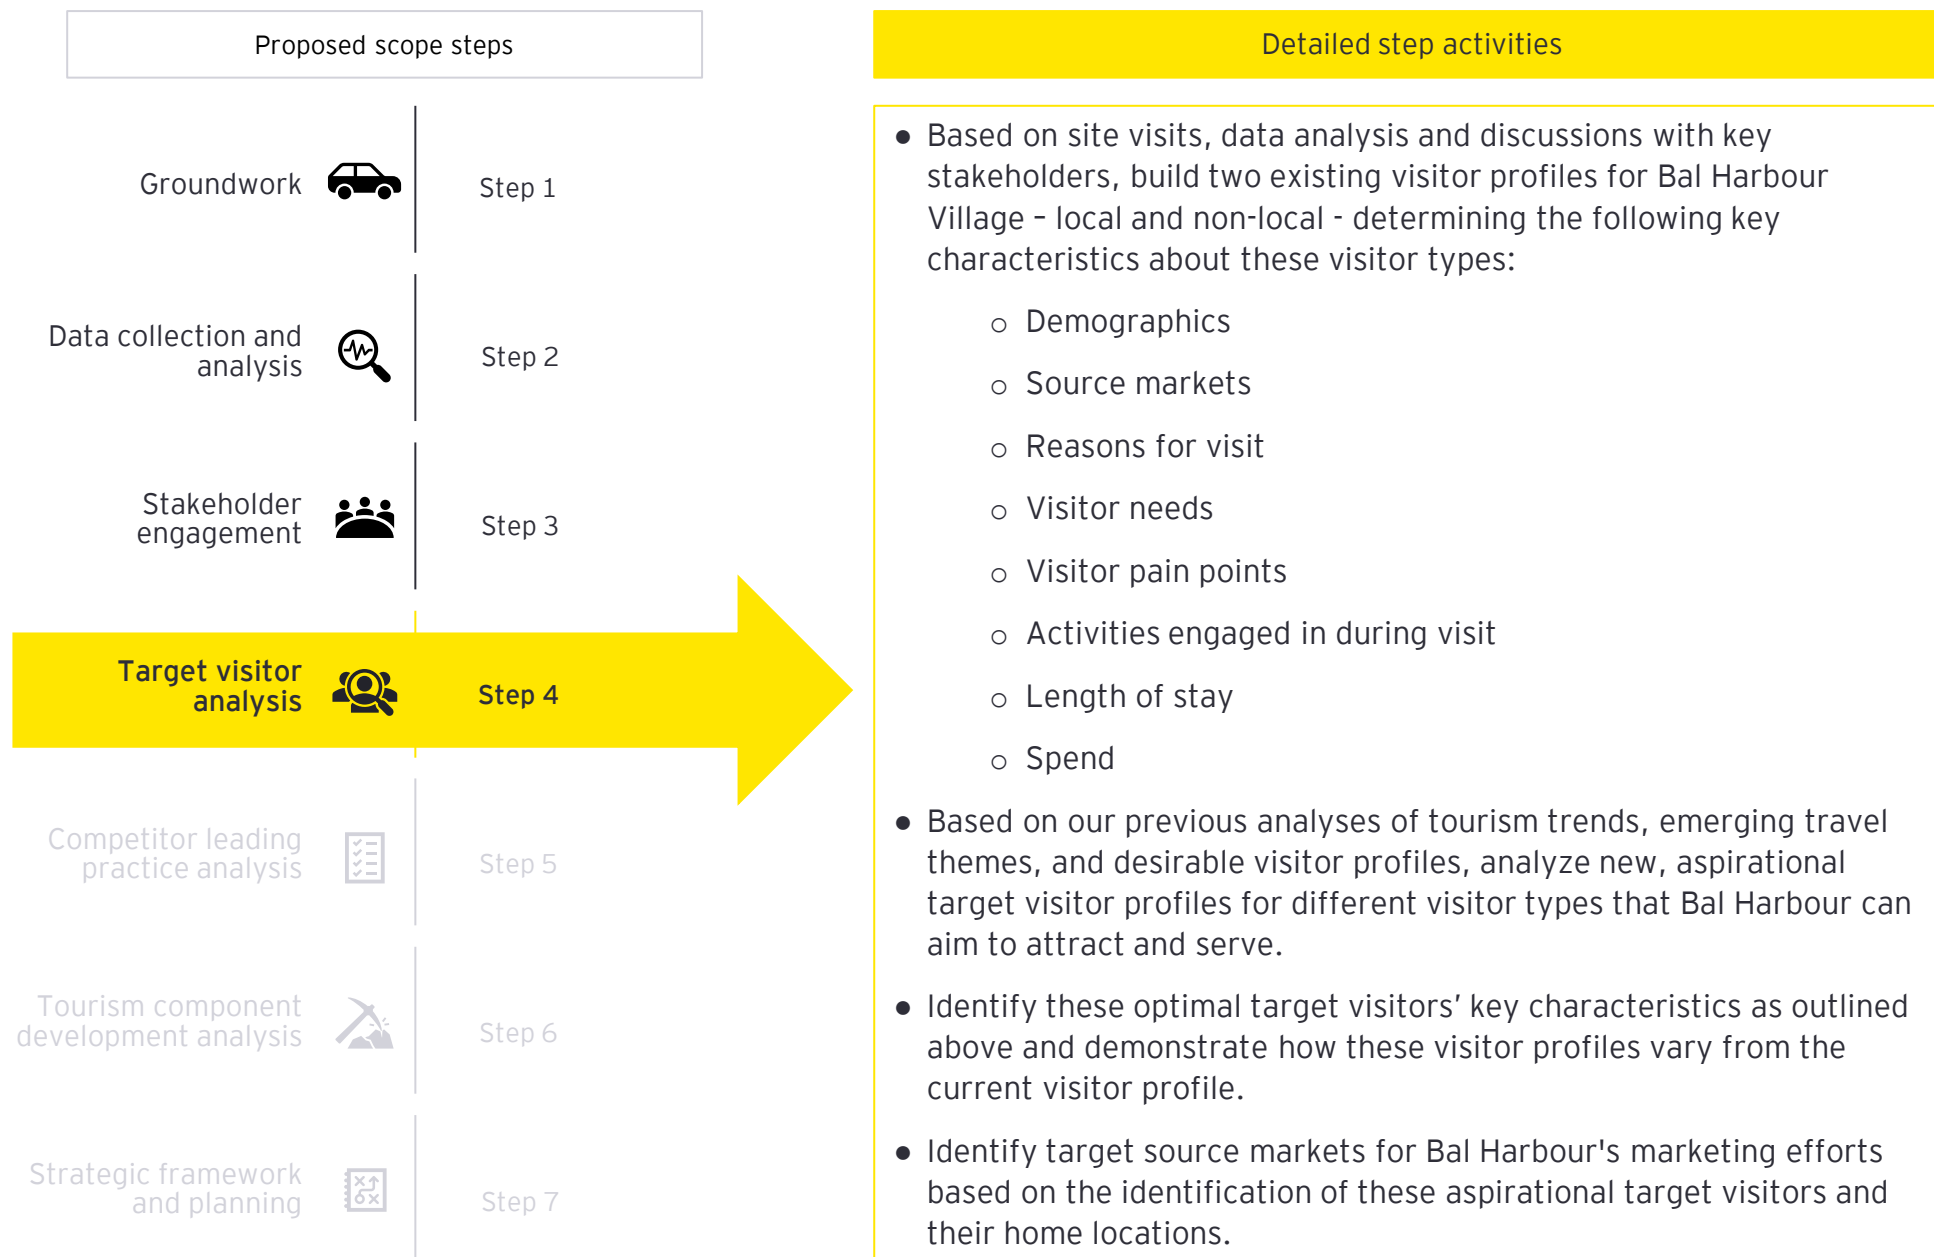 Proposed scope steps
Groundwork
Step 1
Data collection and
analysis
Step 2
Stakeholder
engagement
Step 3
Target visitor
analysis
Step 4
Competitor leading
practice analysis
Step 5
Tourism component
development analysis
Step 6
Strategic framework
and planning
Step 7
Detailed step activities
● Based on site visits, data analysis and discussions with key
stakeholders, build two existing visitor profiles for Bal Harbour
Village – local and non-local - determining the following key
characteristics about these visitor types:
○ Demographics
○ Source markets
○ Reasons for visit
○ Visitor needs
○ Visitor pain points
○ Activities engaged in during visit
○ Length of stay
○ Spend
● Based on our previous analyses of tourism trends, emerging travel
themes, and desirable visitor profiles, analyze new, aspirational
target visitor profiles for different visitor types that Bal Harbour can
aim to attract and serve.
● Identify these optimal target visitors’ key characteristics as outlined
above and demonstrate how these visitor profiles vary from the
current visitor profile.
● Identify target source markets for Bal Harbour's marketing efforts
based on the identification of these aspirational target visitors and
their home locations.